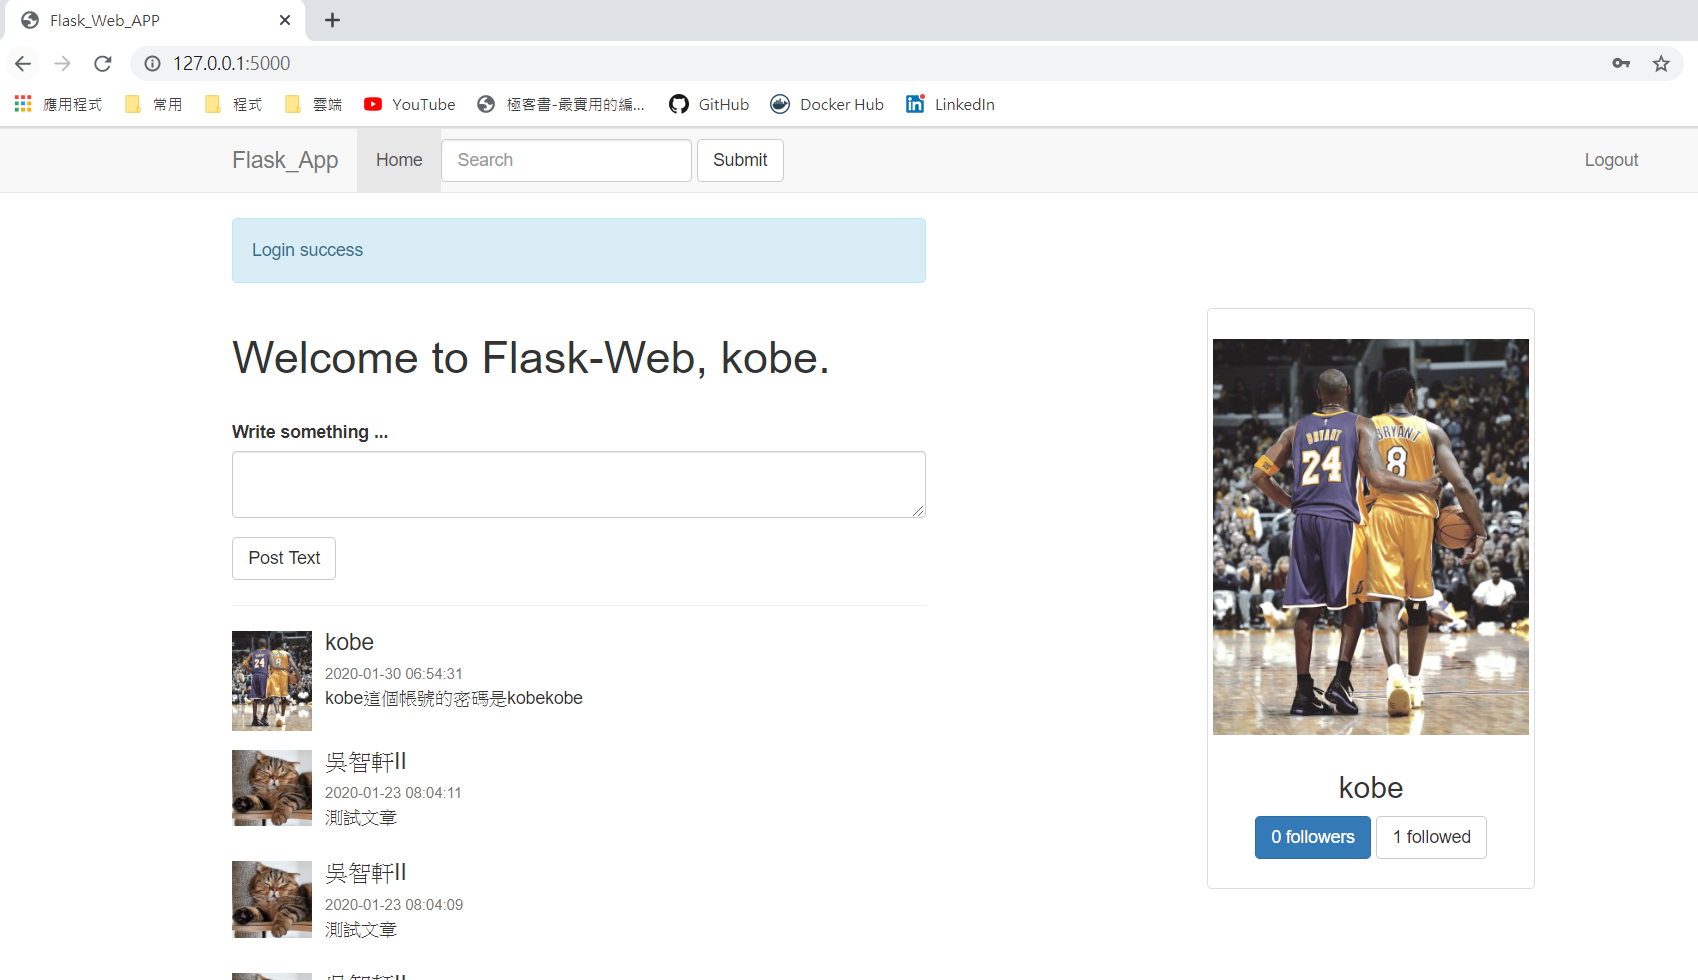 Flask_Web_APP
127.0.0.1:5000
應用程式 常用 程式 雲端 YouTube 極客書-最實用的編... GitHub Docker Hub LinkedIn
Flask_App Home Search Submit Logout
Login success
Welcome to Flask-Web, kobe.
Write something ...
Post Text
kobe
2020-01-30 06:54:31
kobe這個帳號的密碼是kobekobe
吳智軒II
2020-01-23 08:04:11
測試文章
吳智軒II
2020-01-23 08:04:09
測試文章
BRYANT
24
BRYANT
8
kobe
0 followers 1 followed